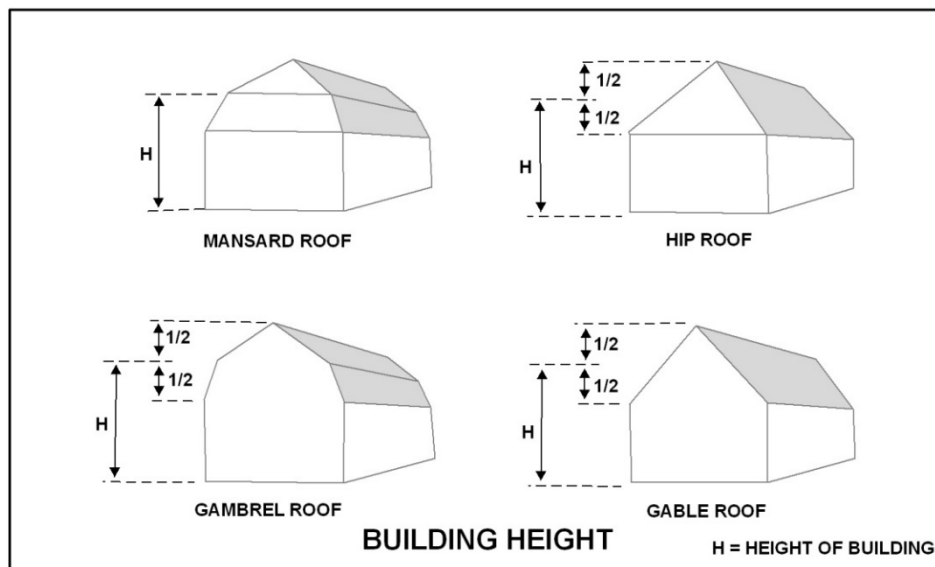 H
MANSARD ROOF
1/2
1/2
H
HIP ROOF
1/2
1/2
H
GAMBREL ROOF
1/2
1/2
H
GABLE ROOF
BUILDING HEIGHT
H = HEIGHT OF BUILDING